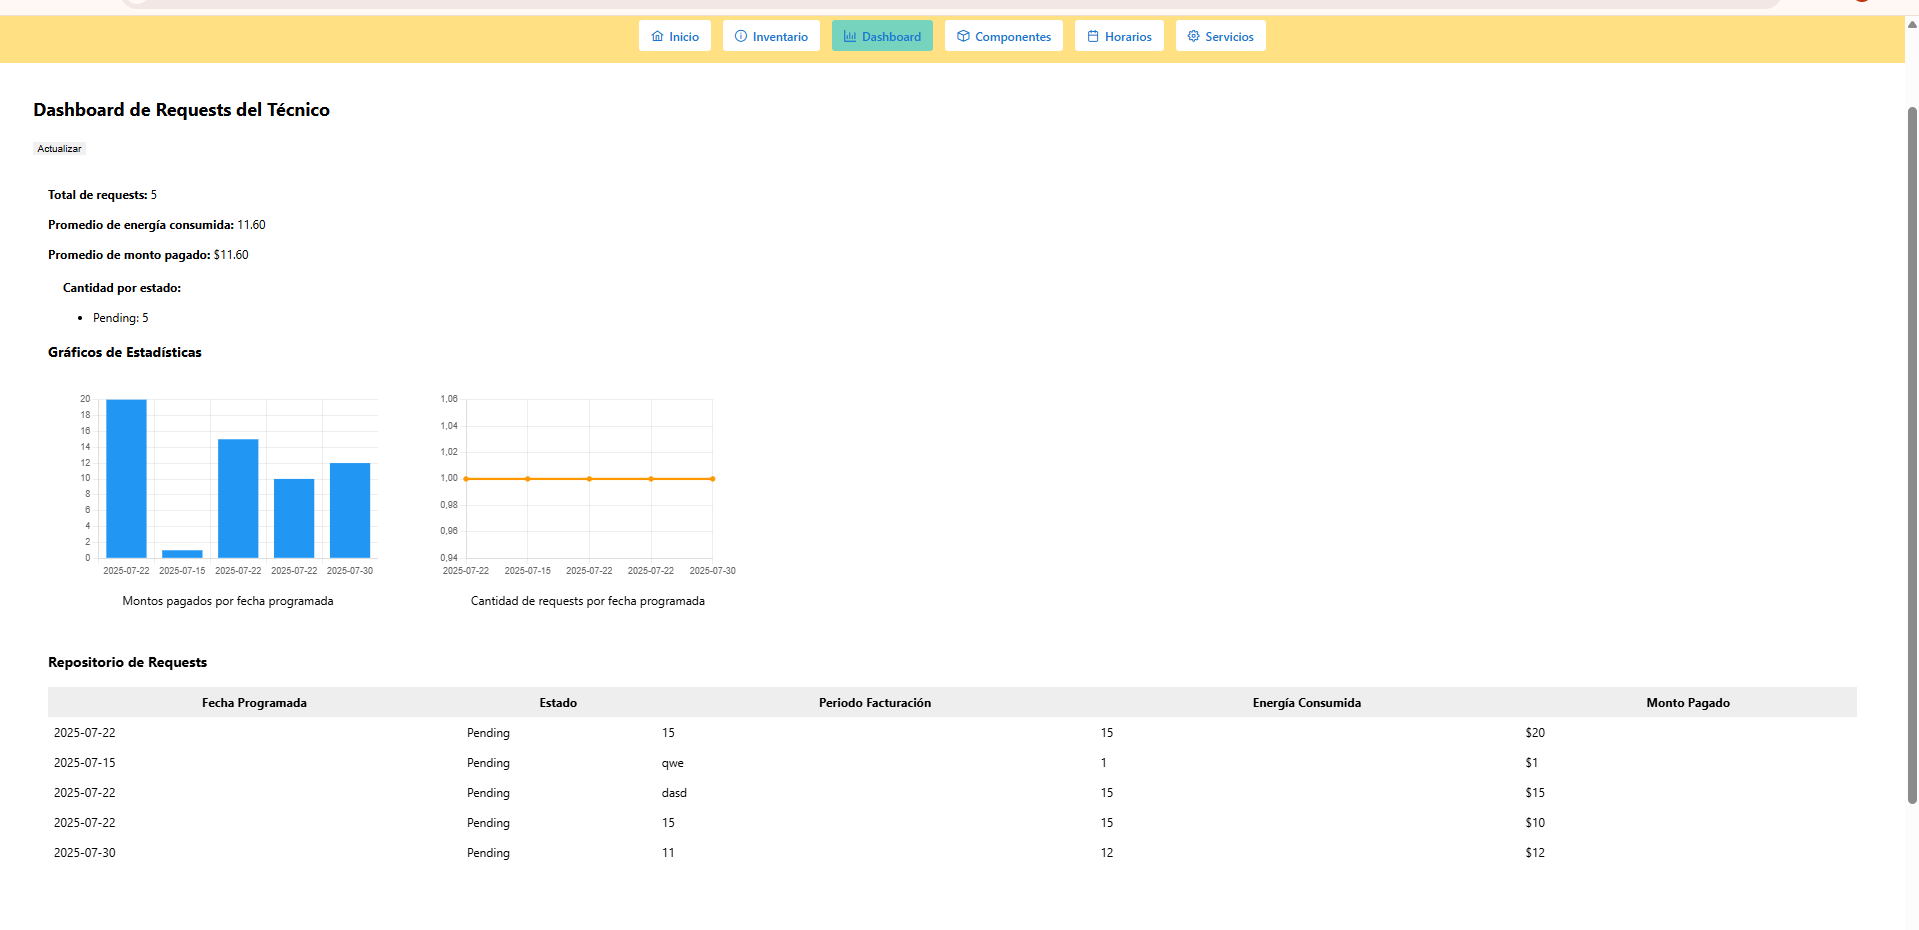 Inicio Inventario Dashboard Componentes Horarios Servicios
Dashboard de Requests del Técnico
Actualizar
Total de requests: 5
Promedio de energía consumida: 11.60
Promedio de monto pagado: $11.60
Cantidad por estado:
• Pending: 5
Gráficos de Estadísticas
20
18
16
14
12
10
8
6
4
2
0
2025-07-22 2025-07-15 2025-07-22 2025-07-22 2025-07-30
Montos pagados por fecha programada
1,06
1,04
1,02
1,00
0,98
0,96
0,94
2025-07-22 2025-07-15 2025-07-22 2025-07-22 2025-07-30
Cantidad de requests por fecha programada
Repositorio de Requests
Fecha Programada Estado Periodo Facturación Energía Consumida Monto Pagado
2025-07-22 Pending 15 15 $20
2025-07-15 Pending qwe 1 $1
2025-07-22 Pending dasd 15 $15
2025-07-22 Pending 15 15 $10
2025-07-30 Pending 11 12 $12